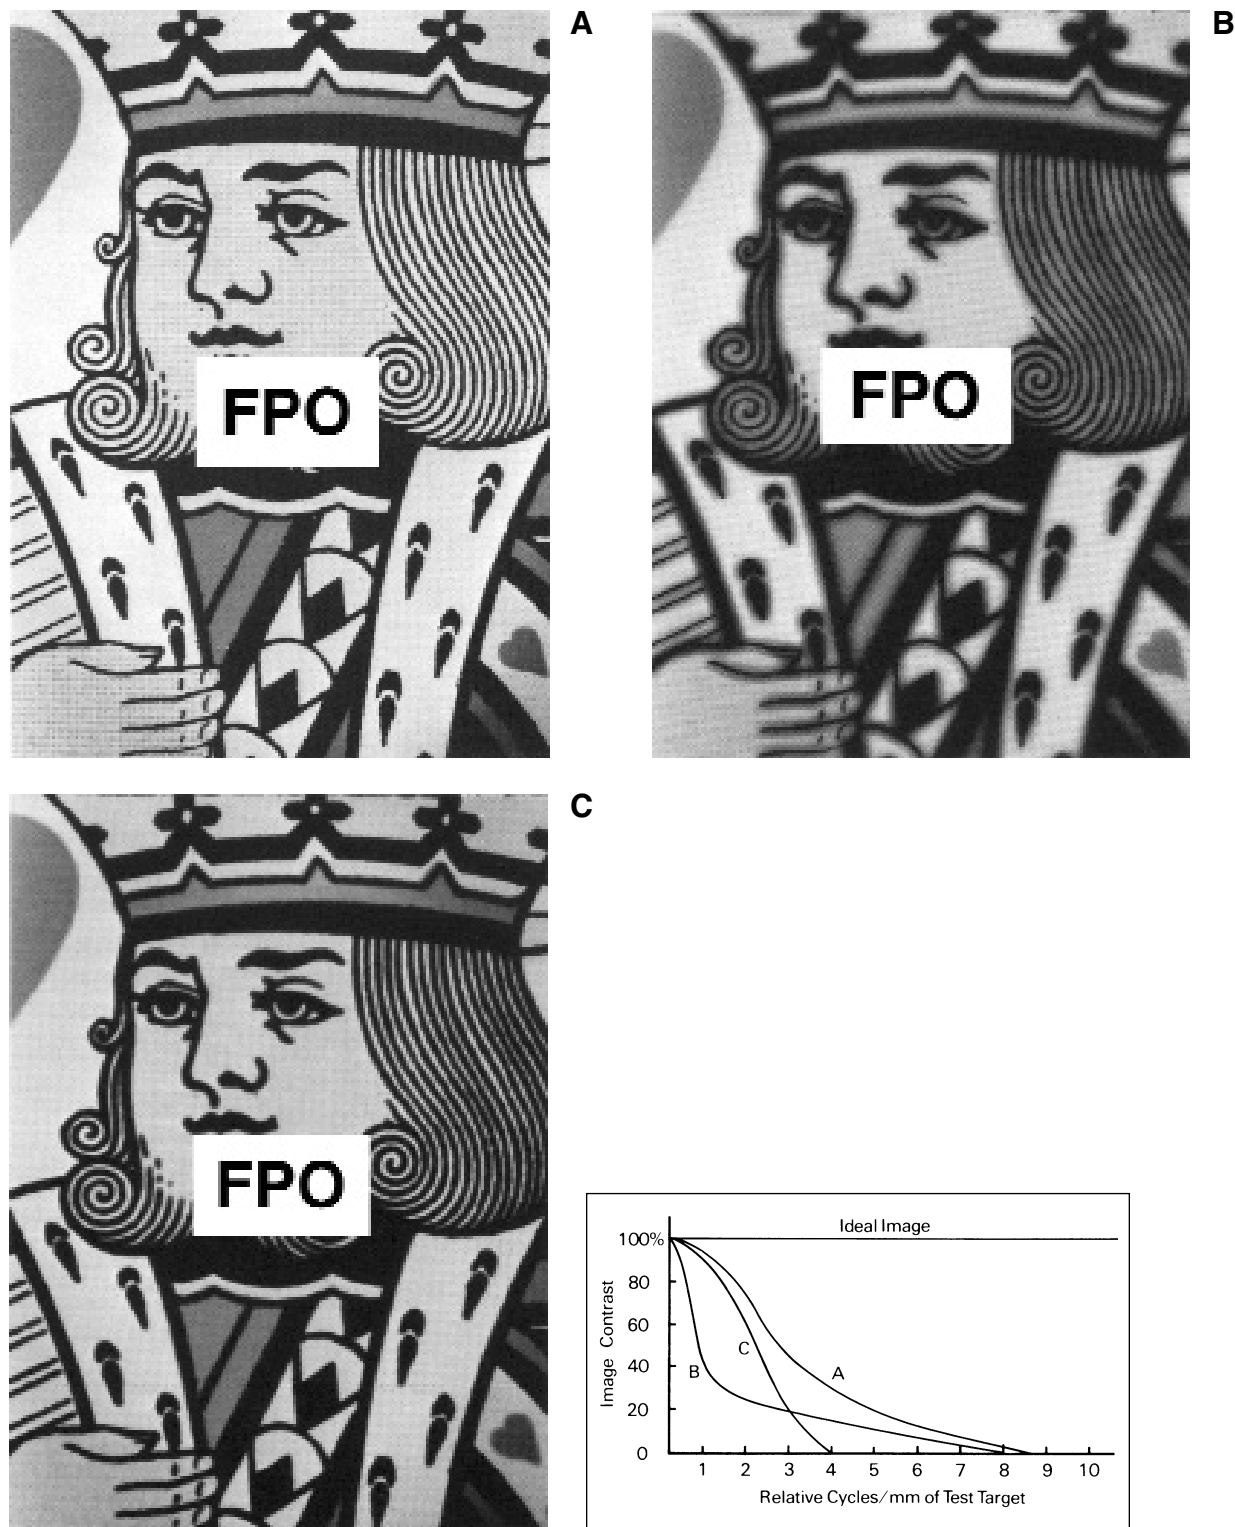 A
B
FPO
FPO
C
FPO
Ideal Image
100%
80
60
40
20
0
Image Contrast
B
C
A
1 2 3 4 5 6 7 8 9 10
Relative Cycles/mm of Test Target